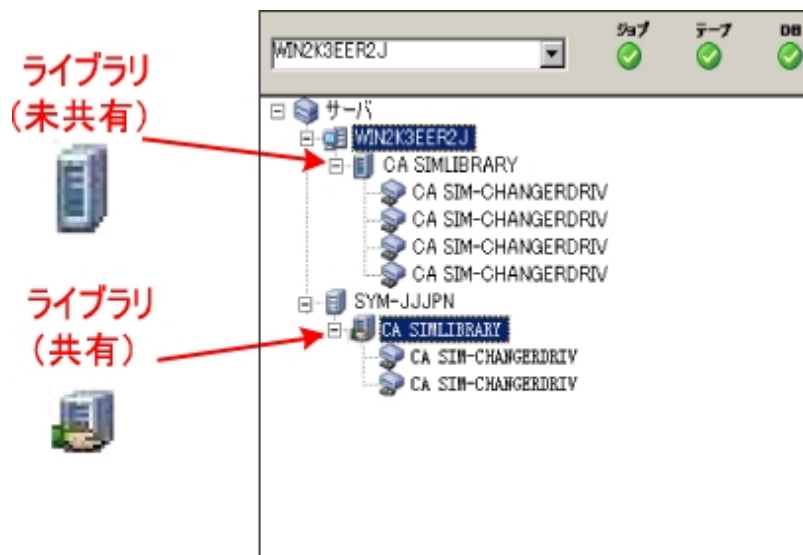 ライブラリ
(未共有)
ライブラリ
(共有)
WIN2K3EER2J
ジョブ
テープ
DB
サーバ
WIN2K3EER2J
CA SIMLIBRARY
CA SIM-CHANGERDRIV
CA SIM-CHANGERDRIV
CA SIM-CHANGERDRIV
CA SIM-CHANGERDRIV
SYM-JJJPN
CA SIMLIBRARY
CA SIM-CHANGERDRIV
CA SIM-CHANGERDRIV